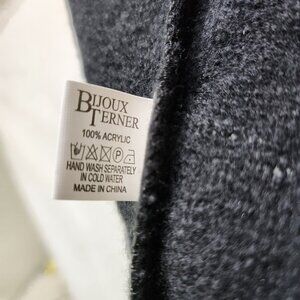 BIJOUX
TERNER
100% ACRYLIC
HAND WASH SEPARATELY
IN COLD WATER
MADE IN CHINA